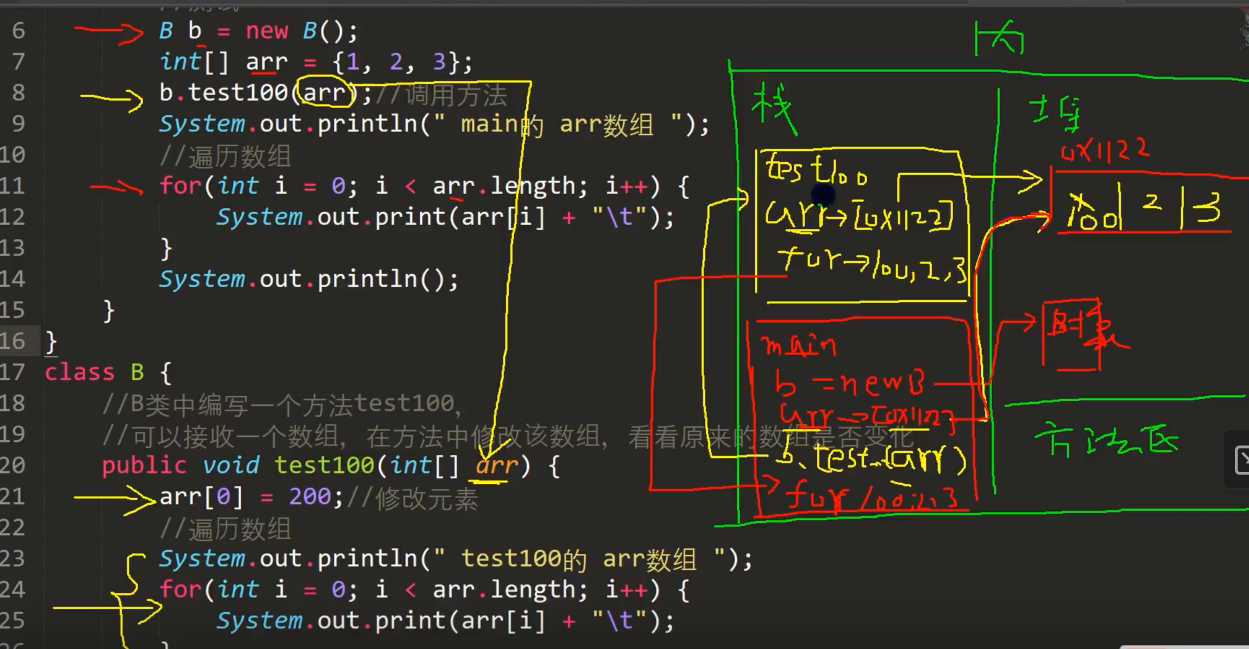 6 B b = new B();
7 int[] arr = {1, 2, 3};
8 b.test100(arr);//调用方法
9 System.out.println(" main的 arr数组 ");
10 //遍历数组
11 for(int i = 0; i < arr.length; i++) {
12 System.out.print(arr[i] + "\t");
13 }
14 System.out.println();
15 }
16 }
17 class B {
18 //B类中编写一个方法test100，
19 //可以接收一个数组，在方法中修改该数组，看看原来的数组是否变化
20 public void test100(int[] arr) {
21 arr[0] = 200;//修改元素
22 //遍历数组
23 System.out.println(" test100的 arr数组 ");
24 for(int i = 0; i < arr.length; i++) {
25 System.out.print(arr[i] + "\t");
栈
test100
arr→[0x1122]
for→100,2,3
main
b =new B
arr→[0x1122]
b.test..(arr)
for 100,2,3
堆
0x1122
100 2 3
方法区